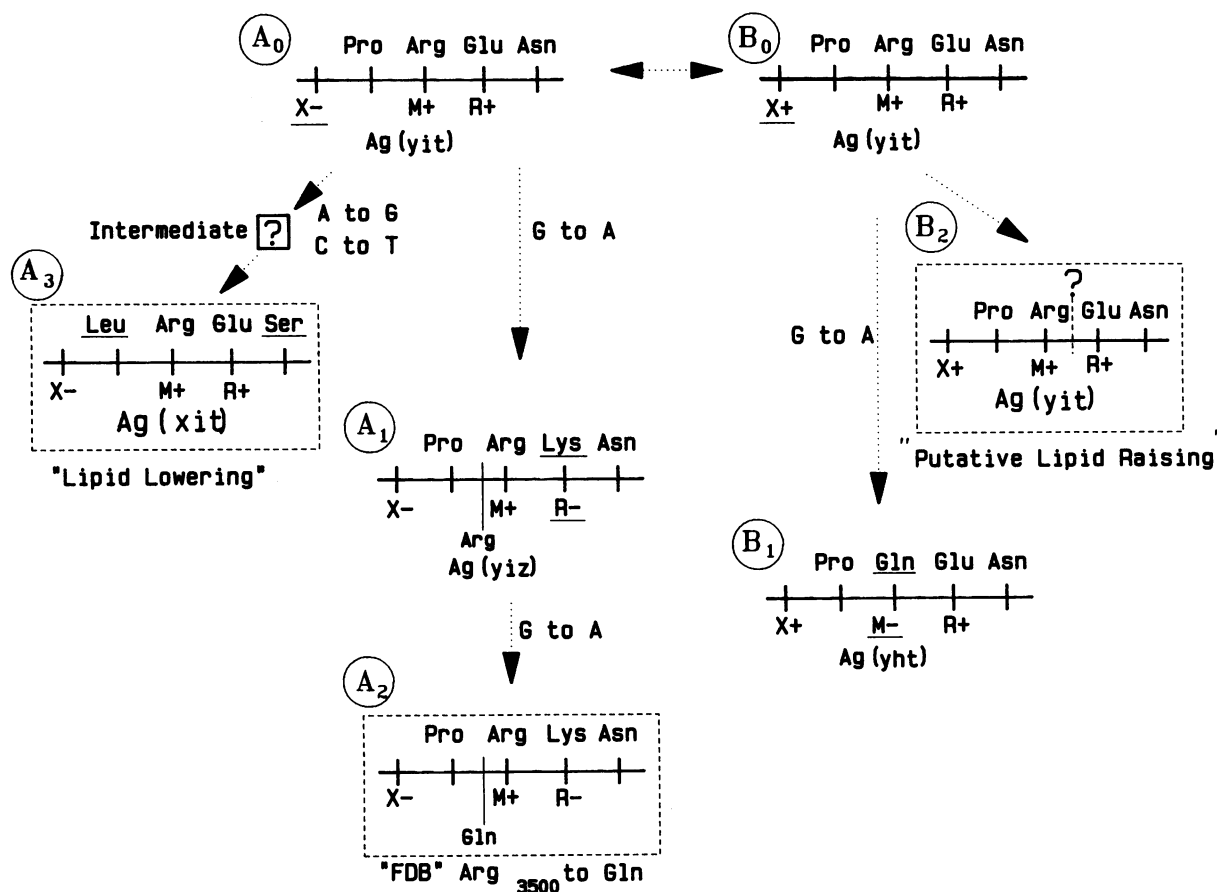 A0
Pro Arg Glu Asn
X- M+ R+
Ag (yit)
B0
Pro Arg Glu Asn
X+ M+ R+
Ag (yit)
Intermediate ?
A to G
C to T
G to A
A3
Leu Arg Glu Ser
X- M+ R+
Ag (xit)
"Lipid Lowering"
G to A
B2
?
Pro Arg Glu Asn
X+ M+ R+
Ag (yit)
"Putative Lipid Raising"
A1
Pro Arg Lys Asn
X- M+ R-
Arg
Ag (yiz)
G to A
B1
Pro Gln Glu Asn
X+ M- R+
Ag (yht)
A2
Pro Arg Lys Asn
X- M+ R-
Gln
"FDB" Arg 3500 to Gln